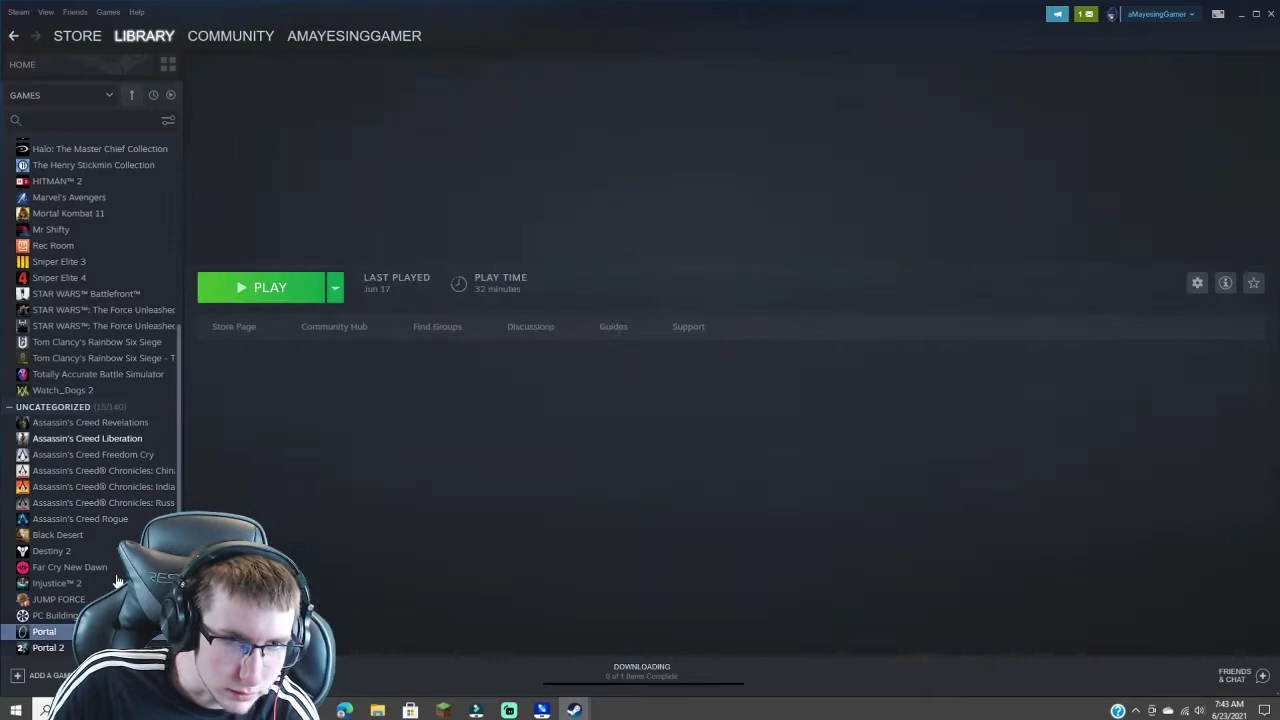 Steam View Friends Games Help
1
aMayesingGamer
STORE LIBRARY COMMUNITY AMAYESINGGAMER
HOME
GAMES
Halo: The Master Chief Collection
The Henry Stickmin Collection
HITMAN™ 2
Marvel's Avengers
Mortal Kombat 11
Mr Shifty
Rec Room
Sniper Elite 3
Sniper Elite 4
STAR WARS™ Battlefront™
STAR WARS™: The Force Unleashed
STAR WARS™: The Force Unleashed
Tom Clancy's Rainbow Six Siege
Tom Clancy's Rainbow Six Siege - T
Totally Accurate Battle Simulator
Watch_Dogs 2
UNCATEGORIZED (15/140)
Assassin's Creed Revelations
Assassin's Creed Liberation
Assassin's Creed Freedom Cry
Assassin's Creed® Chronicles: Chin
Assassin's Creed® Chronicles: India
Assassin's Creed® Chronicles: Russ
Assassin's Creed Rogue
Black Desert
Destiny 2
Far Cry New Dawn
Injustice™ 2
JUMP FORCE
PC Building
Portal
Portal 2
ADD A GAM
PLAY
LAST PLAYED
Jun 17
PLAY TIME
32 minutes
Store Page Community Hub Find Groups Discussions Guides Support
DOWNLOADING
0 of 1 Items Complete
FRIENDS
& CHAT
7:43 AM
6/23/2021